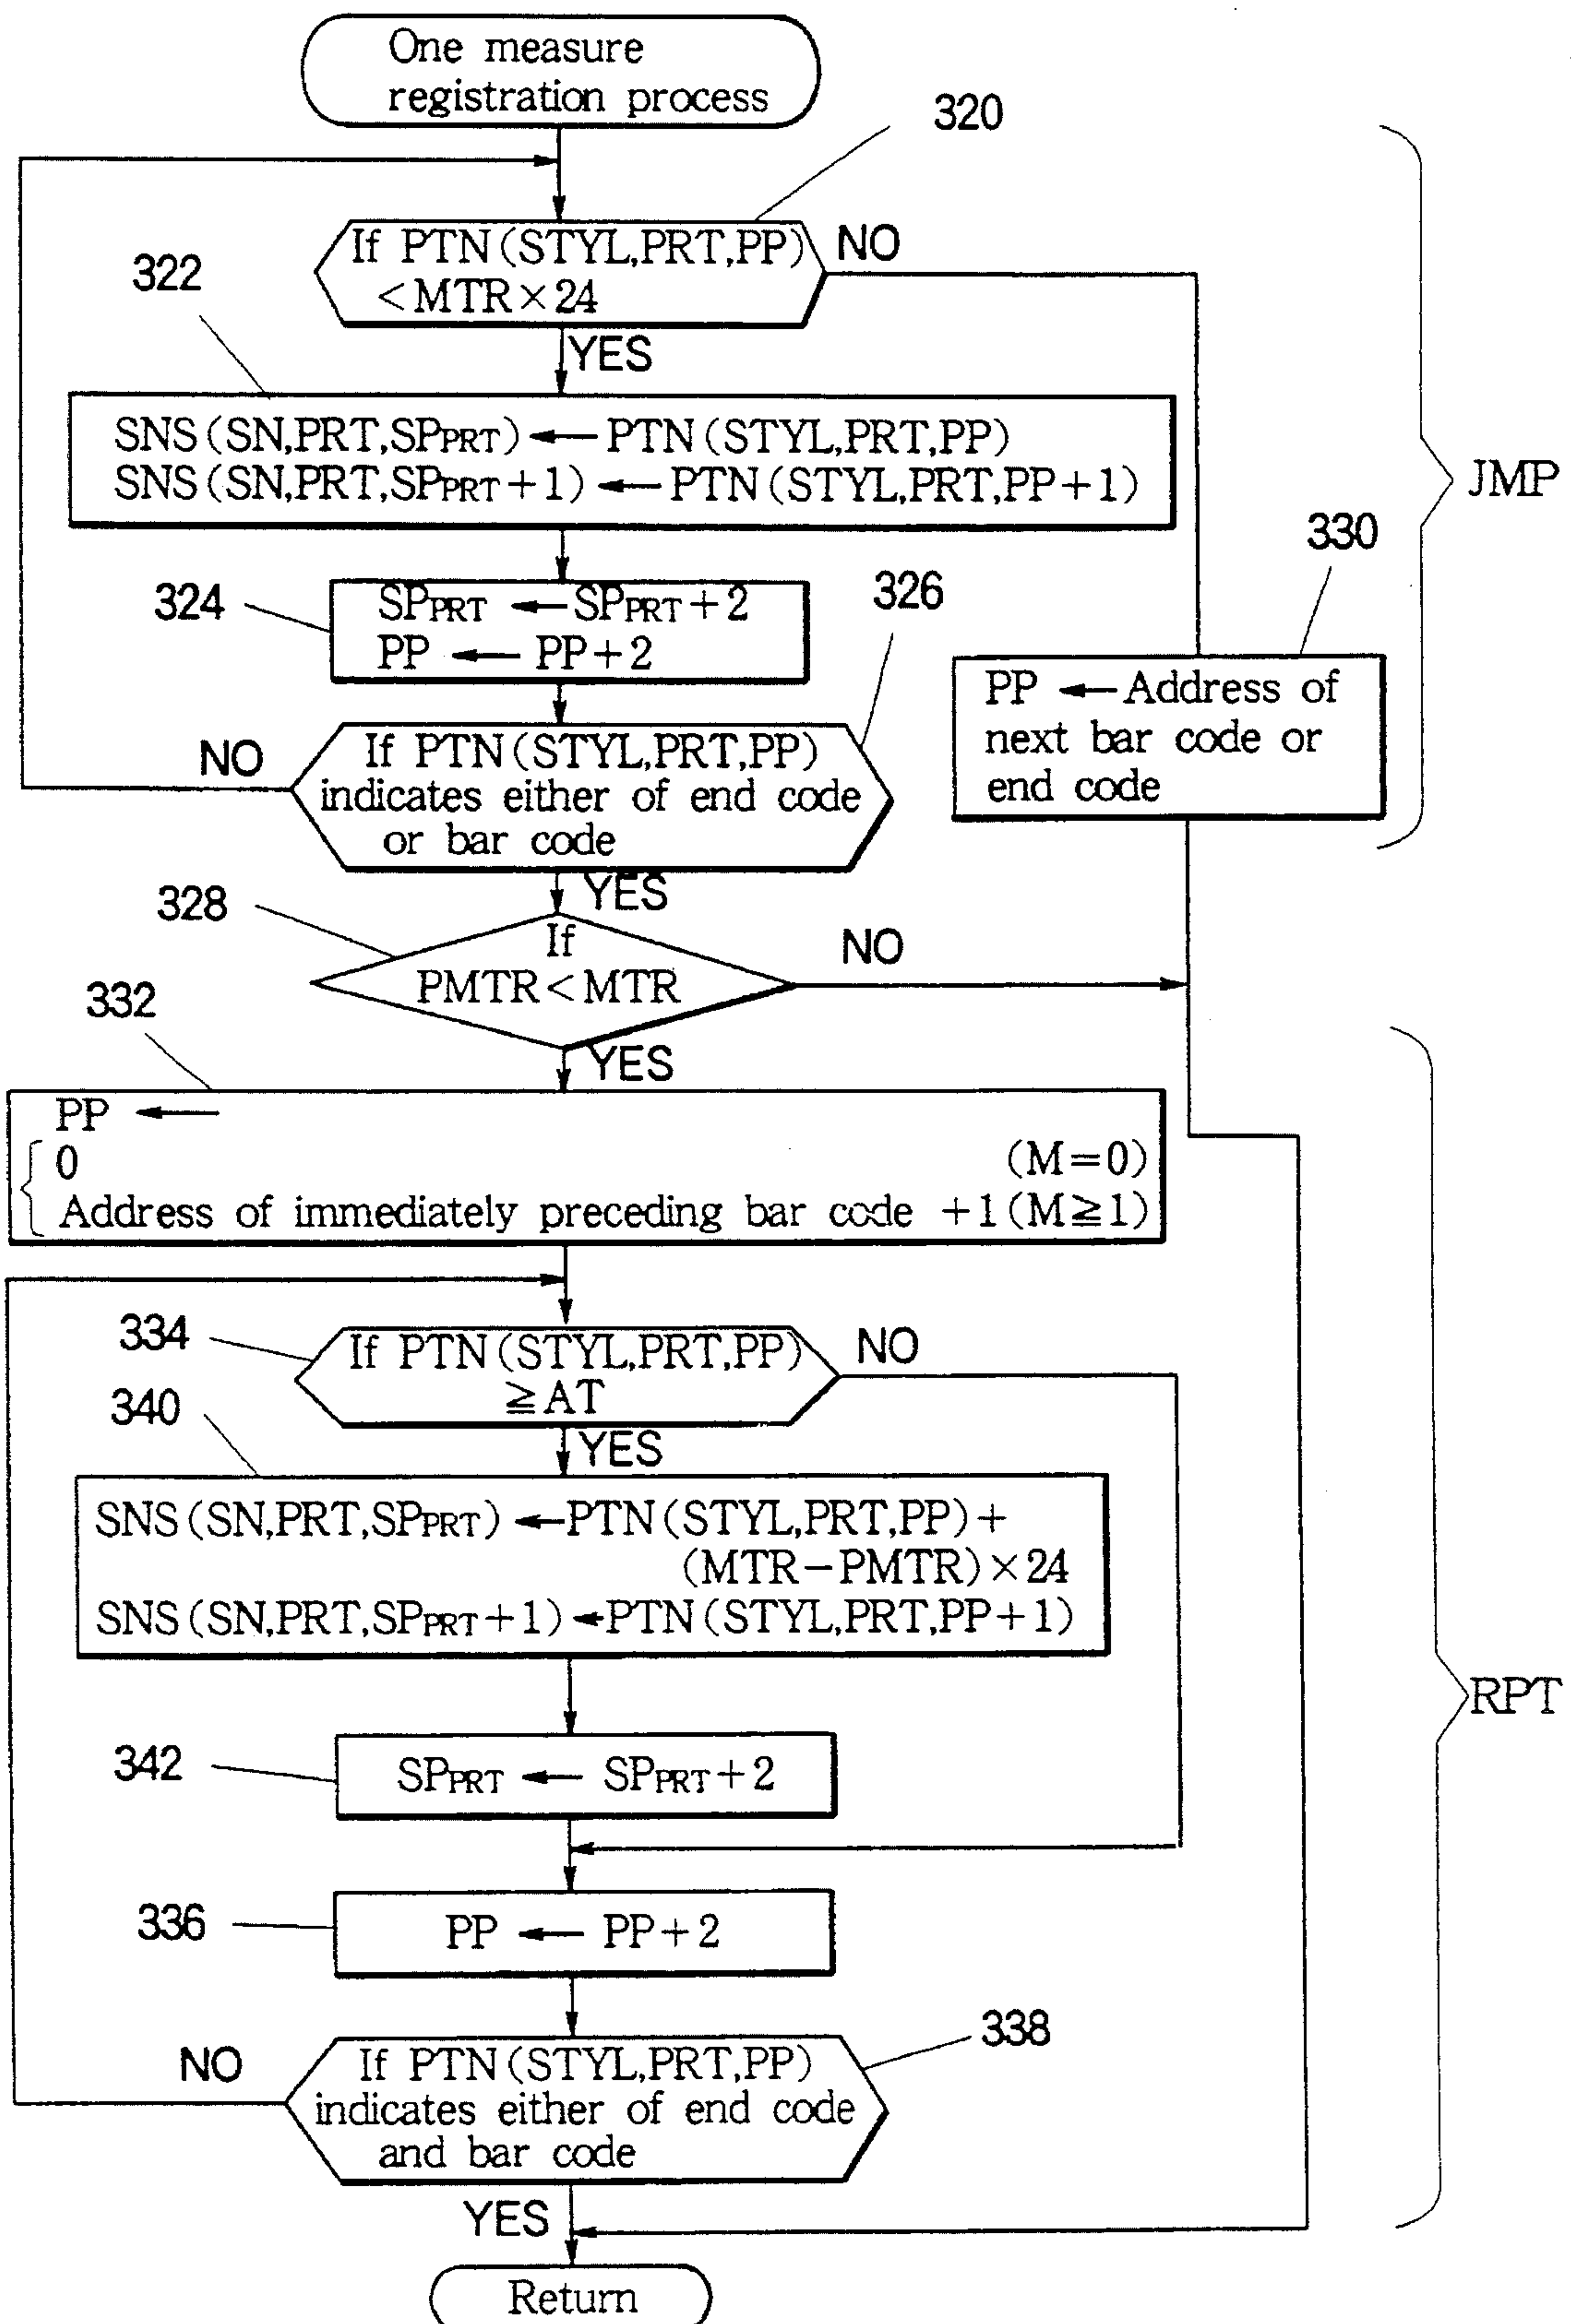 One measure
registration process
320
If PTN(STYL,PRT,PP)
<MTR×24
NO
322
YES
SNS(SN,PRT,SPPRT)←PTN(STYL,PRT,PP)
SNS(SN,PRT,SPPRT+1)←PTN(STYL,PRT,PP+1)
JMP
330
324
SPPRT ← SPPRT+2
PP ← PP+2
326
PP ← Address of
next bar code or
end code
NO
If PTN(STYL,PRT,PP)
indicates either of end code
or bar code
YES
328
If
PMTR<MTR
NO
332
YES
PP ←
0 (M=0)
Address of immediately preceding bar code +1(M≧1)
334
If PTN(STYL,PRT,PP)
≧AT
NO
340
YES
SNS(SN,PRT,SPPRT)←PTN(STYL,PRT,PP)+
(MTR−PMTR)×24
SNS(SN,PRT,SPPRT+1)←PTN(STYL,PRT,PP+1)
RPT
342
SPPRT ← SPPRT+2
336
PP ← PP+2
338
NO
If PTN(STYL,PRT,PP)
indicates either of end code
and bar code
YES
Return